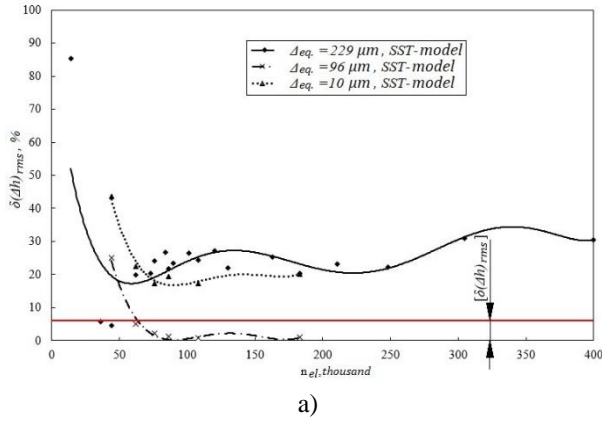 100
90
80
70
60
50
40
30
20
10
0
δ(Δh)rms, %
Δeq. = 229 μm, SST-model
Δeq. = 96 μm, SST-model
Δeq. = 10 μm, SST-model
[δ(Δh)rms]
0 50 100 150 200 250 300 350 400
nel, thousand
a)